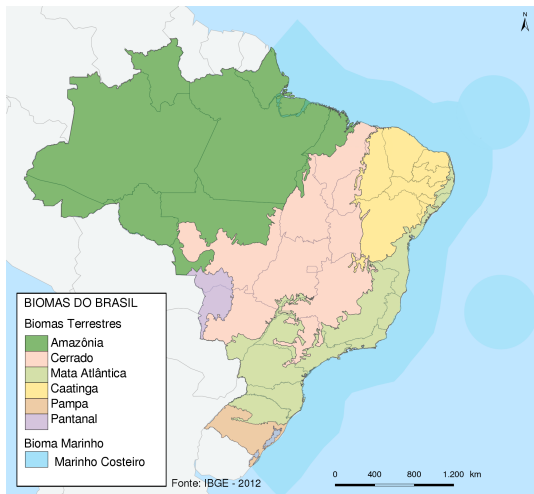 N
BIOMAS DO BRASIL
Biomas Terrestres
Amazônia
Cerrado
Mata Atlântica
Caatinga
Pampa
Pantanal
Bioma Marinho
Marinho Costeiro
Fonte: IBGE - 2012
0 400 800 1.200 km